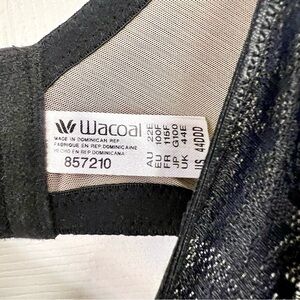 Wacoal
MADE IN DOMINICAN REP.
FABRIQUE EN REP. DOMINICAINE
HECHO EN REP. DOMINICANA
857210
AU 22E
EU 100F
FR 115F
JP G100
UK 44E
US 44DDD